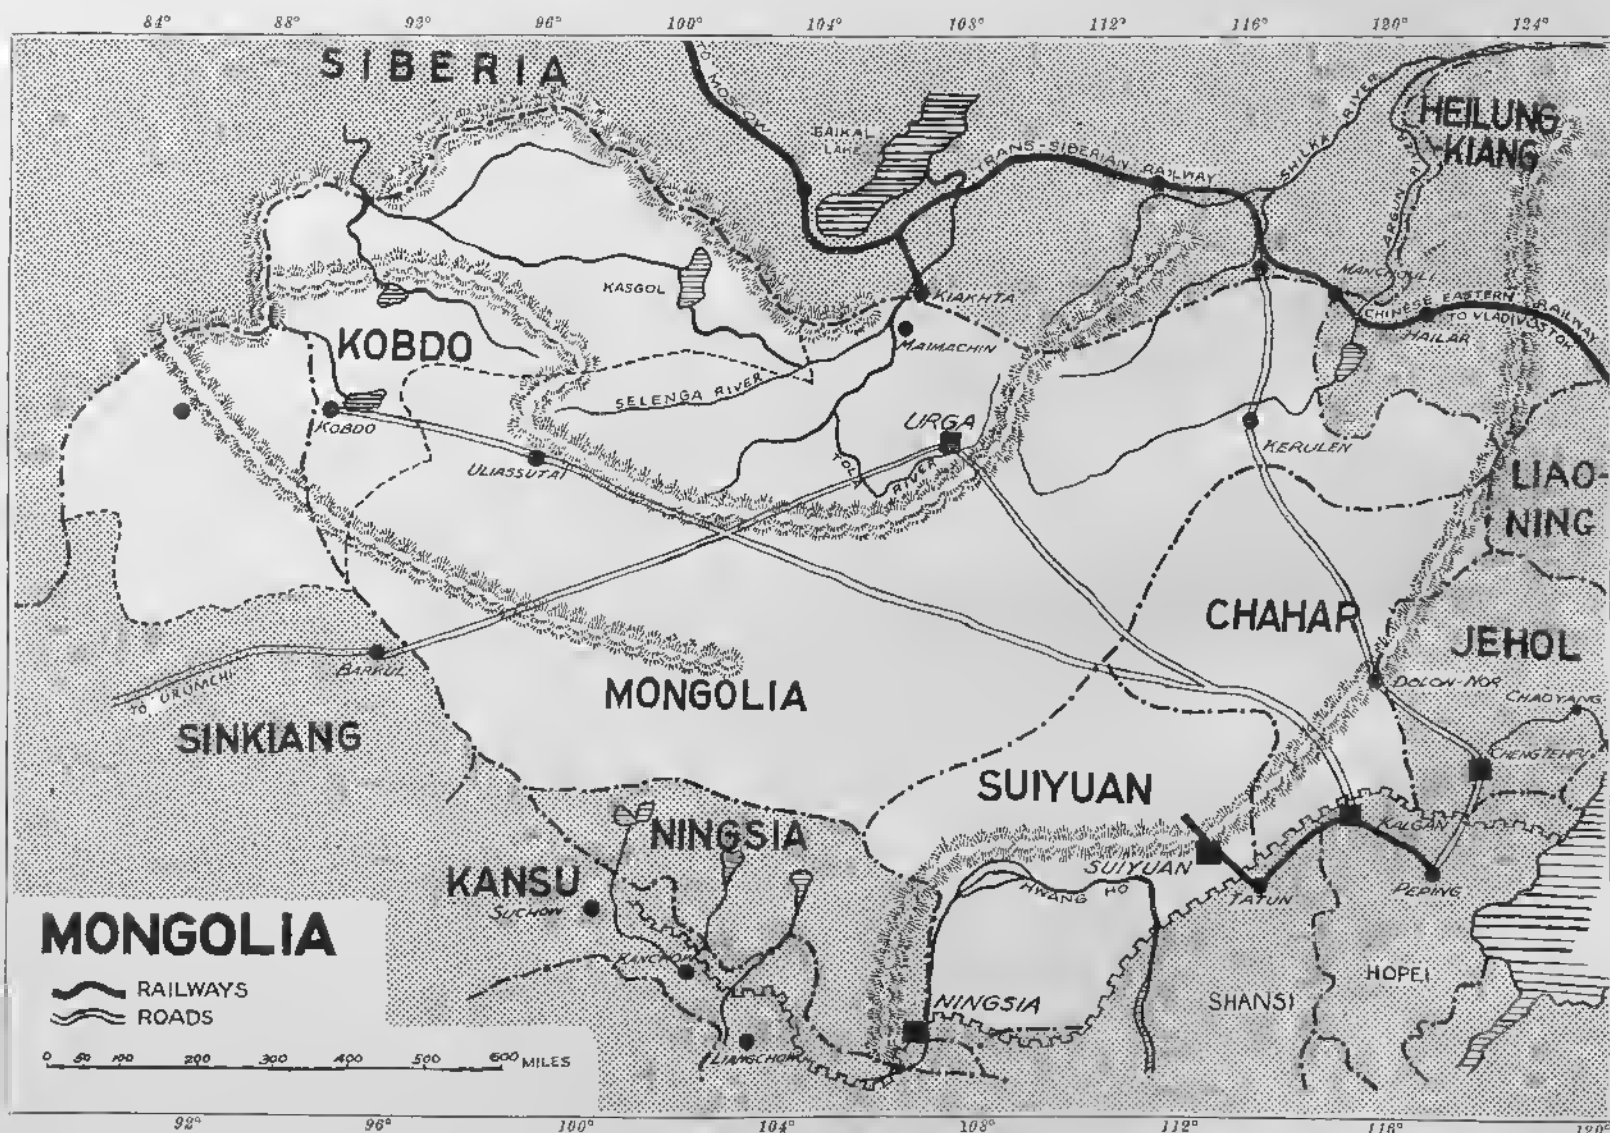 84° 88° 93° 96° 100° 104° 108° 112° 116° 120° 124°
SIBERIA
TO MOSCOW
BAIKAL
LAKE
TRANS-SIBERIAN RAILWAY
SHILKA RIVER
ARGUN R.
HEILUNG
KIANG
KASGOL
KIAKHTA
MAIMACHIN
MANCHOULI
CHINESE EASTERN RAILWAY
TO VLADIVOSTOK
HAILAR
KOBDO
SELENGA RIVER
KOBDO
ULIASSUTAI
URGA
TOLA RIVER
KERULEN
LIAO-
NING
CHAHAR
JEHOL
BARKUL
TO URUMCHI
SINKIANG
MONGOLIA
DOLON-NOR
CHAOYANG
CHENGTEHFU
SUIYUAN
NINGSIA
KALGAN
SUIYUAN
KANSU
SUCHOW
HWANG HO
TATUN
PEPING
KANCHOW
HOPEI
NINGSIA
SHANSI
LIANGCHOW
MONGOLIA
RAILWAYS
ROADS
0 50 100 200 300 400 500 600 MILES
92° 96° 100° 104° 108° 112° 116° 120°